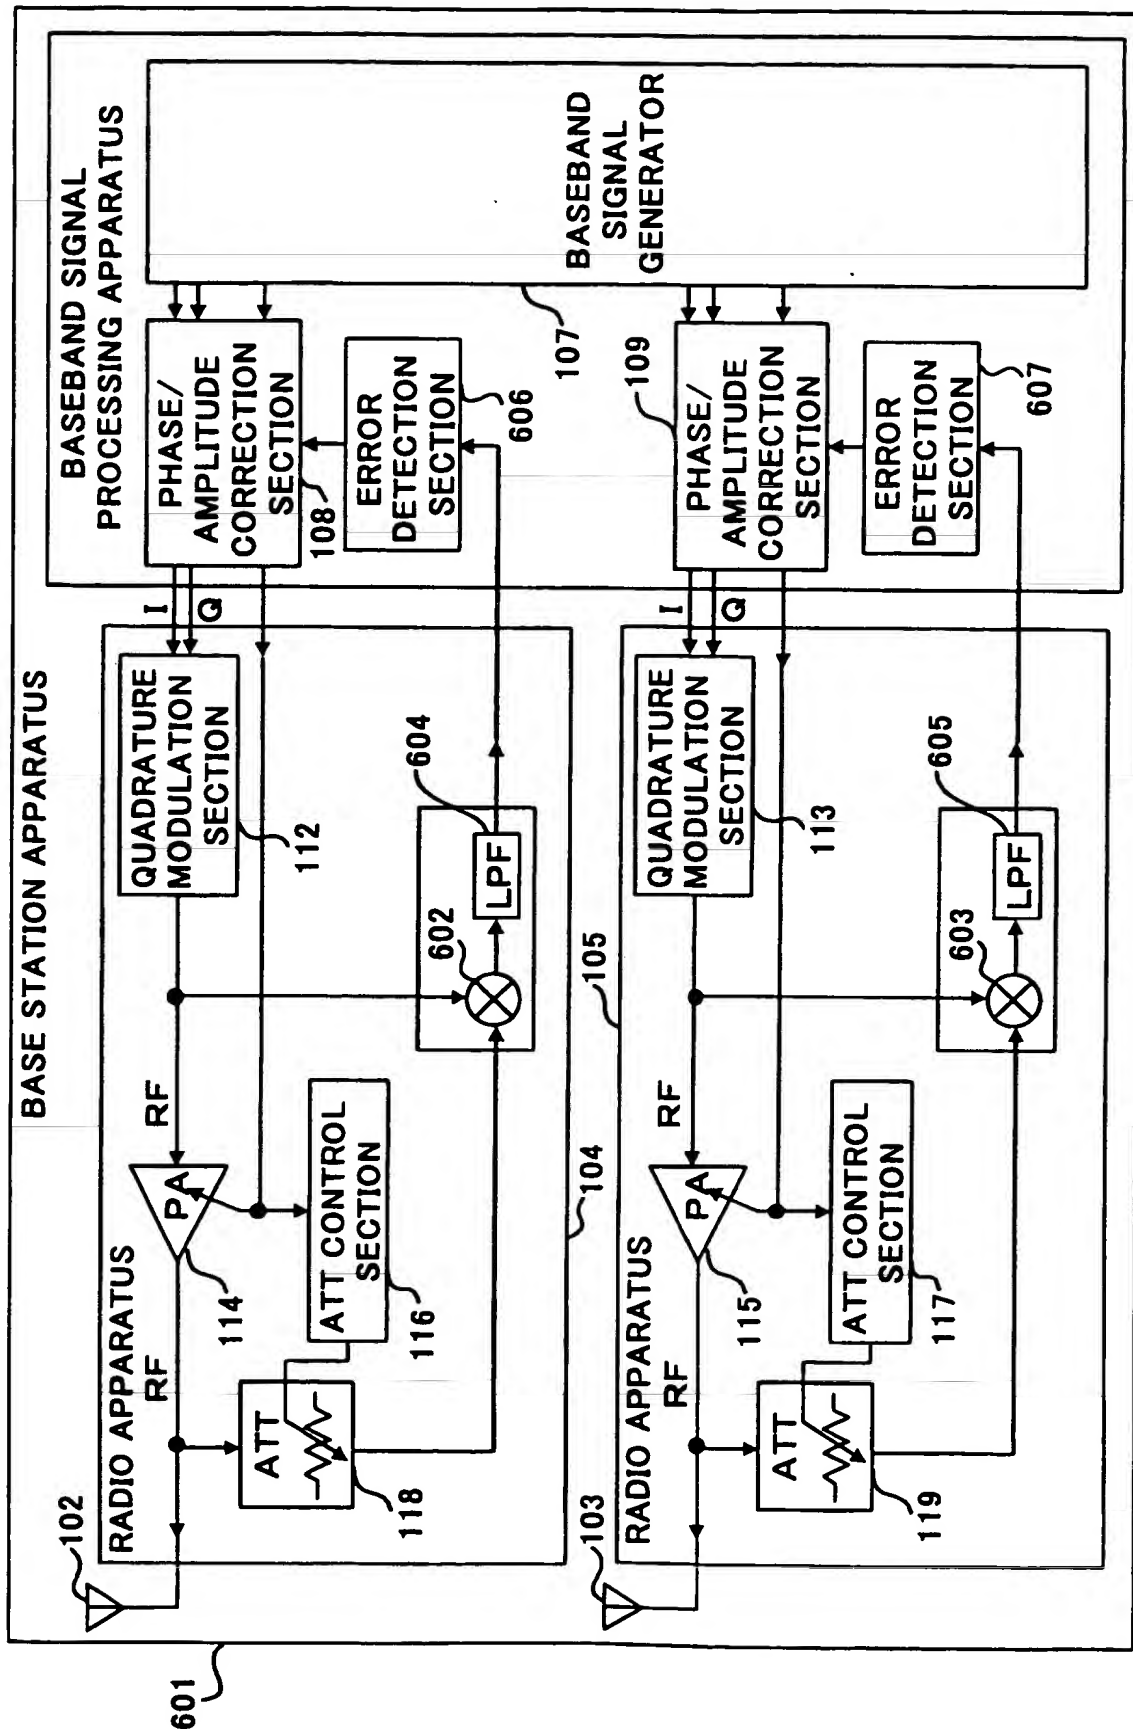 BASE STATION APPARATUS
601
BASEBAND SIGNAL
PROCESSING APPARATUS
BASEBAND
SIGNAL
GENERATOR
107
PHASE/
AMPLITUDE
CORRECTION
SECTION
108
ERROR
DETECTION
SECTION
606
I
Q
RADIO APPARATUS
104
102
QUADRATURE
MODULATION
SECTION
112
RF
PA
114
RF
ATT CONTROL
SECTION
116
ATT
118
602
LPF
604
PHASE/
AMPLITUDE
CORRECTION
SECTION
109
ERROR
DETECTION
SECTION
607
I
Q
RADIO APPARATUS
105
103
QUADRATURE
MODULATION
SECTION
113
RF
PA
115
RF
ATT CONTROL
SECTION
117
ATT
119
603
LPF
605